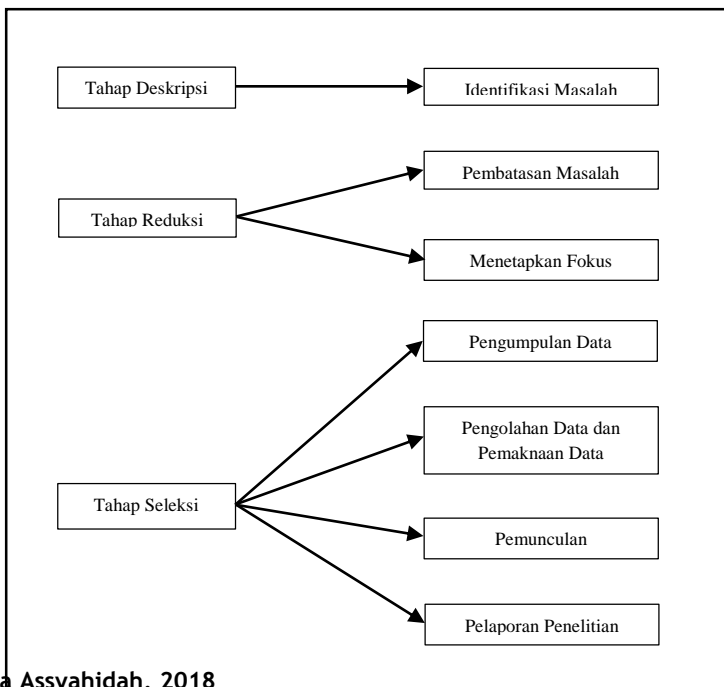 Tahap Deskripsi
Identifikasi Masalah
Pembatasan Masalah
Tahap Reduksi
Menetapkan Fokus
Pengumpulan Data
Pengolahan Data dan
Pemaknaan Data
Tahap Seleksi
Pemunculan
Pelaporan Penelitian
a Assyahidah, 2018